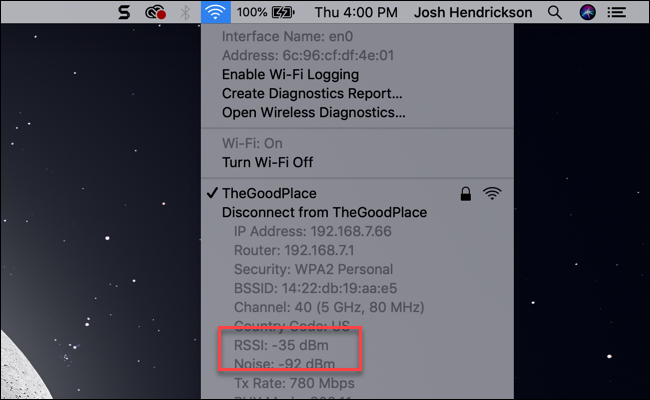 100% Thu 4:00 PM Josh Hendrickson
Interface Name: en0
Address: 6c:96:cf:df:4e:01
Enable Wi-Fi Logging
Create Diagnostics Report...
Open Wireless Diagnostics...
Wi-Fi: On
Turn Wi-Fi Off
TheGoodPlace
Disconnect from TheGoodPlace
IP Address: 192.168.7.66
Router: 192.168.7.1
Security: WPA2 Personal
BSSID: 14:22:db:19:aa:e5
Channel: 40 (5 GHz, 80 MHz)
Country Code: US
RSSI: -35 dBm
Noise: -92 dBm
Tx Rate: 780 Mbps